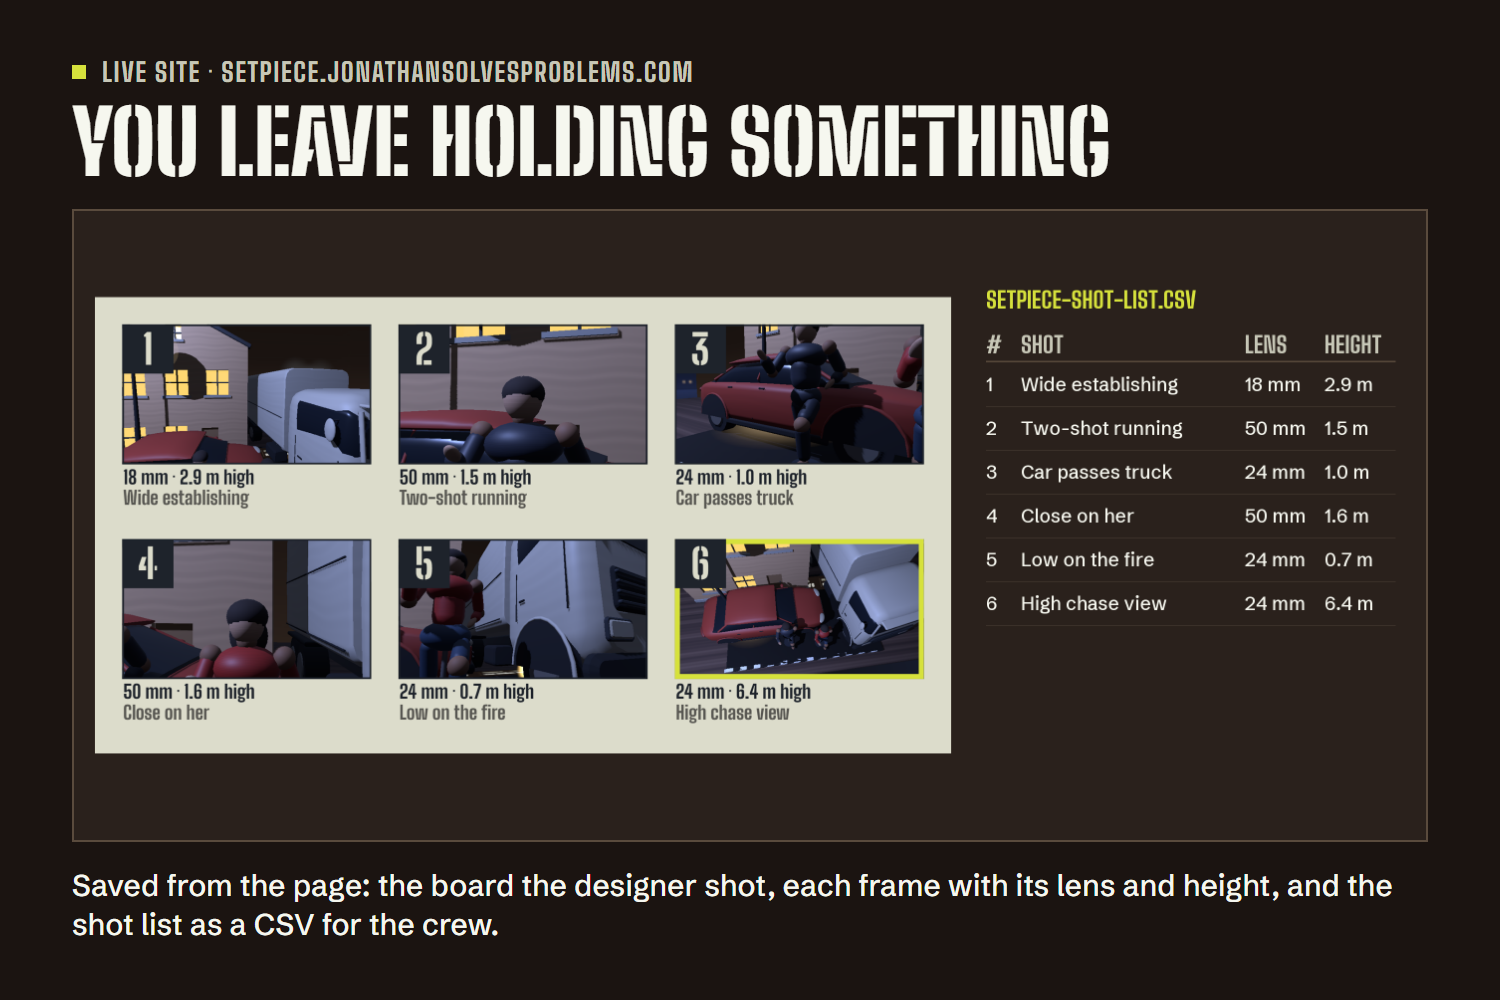 LIVE SITE · SETPIECE.JONATHANSOLVESPROBLEMS.COM
YOU LEAVE HOLDING SOMETHING
1
18 mm · 2.9 m high
Wide establishing
2
50 mm · 1.5 m high
Two-shot running
3
24 mm · 1.0 m high
Car passes truck
4
50 mm · 1.6 m high
Close on her
5
24 mm · 0.7 m high
Low on the fire
6
24 mm · 6.4 m high
High chase view
SETPIECE-SHOT-LIST.CSV
# SHOT LENS HEIGHT
1 Wide establishing 18 mm 2.9 m
2 Two-shot running 50 mm 1.5 m
3 Car passes truck 24 mm 1.0 m
4 Close on her 50 mm 1.6 m
5 Low on the fire 24 mm 0.7 m
6 High chase view 24 mm 6.4 m
Saved from the page: the board the designer shot, each frame with its lens and height, and the
shot list as a CSV for the crew.